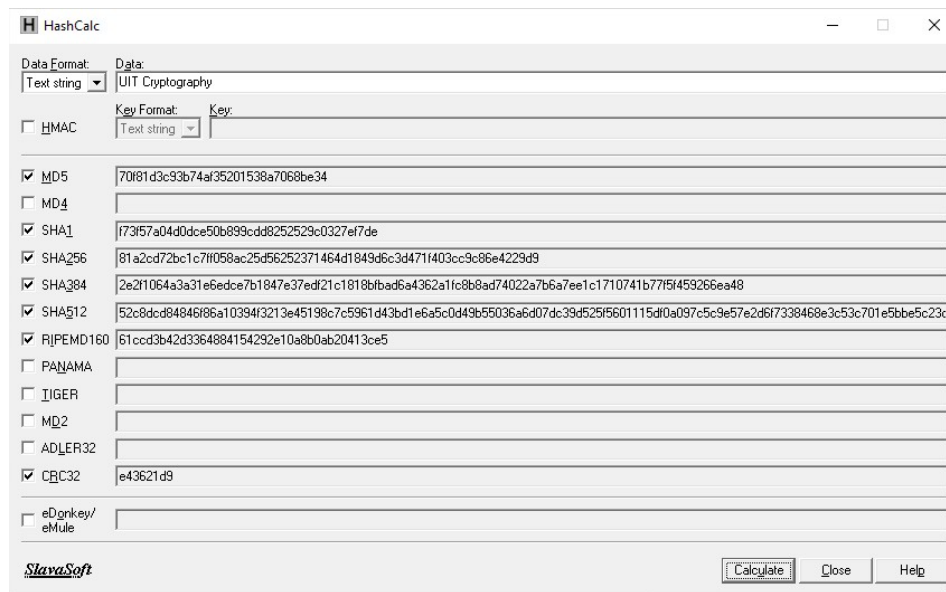 HashCalc
Data Format: Data:
Text string UIT Cryptography
Key Format: Key:
HMAC Text string
MD5 70f81d3c93b74af35201538a7068be34
MD4
SHA1 f73f57a04d0dce50b899cdd8252529c0327ef7de
SHA256 81a2cd72bc1c7ff058ac25d56252371464d1849d6c3d471f403cc9c86e4229d9
SHA384 2e2f1064a3a31e6edce7b1847e37edf21c1818bfbad6a4362a1fc8b8ad74022a7b6a7ee1c1710741b77f5f459266ea48
SHA512 52c8dcd84846f86a10394f3213e45198c7c5961d43bd1e6a5c0d49b55036a6d07dc39d525f5601115df0a097c5c9e57e2d6f7338468e3c53c701e5bbe5c23c
RIPEMD160 61ccd3b42d3364884154292e10a8b0ab20413ce5
PANAMA
TIGER
MD2
ADLER32
CRC32 e43621d9
eDonkey/
eMule
SlavaSoft Calculate Close Help